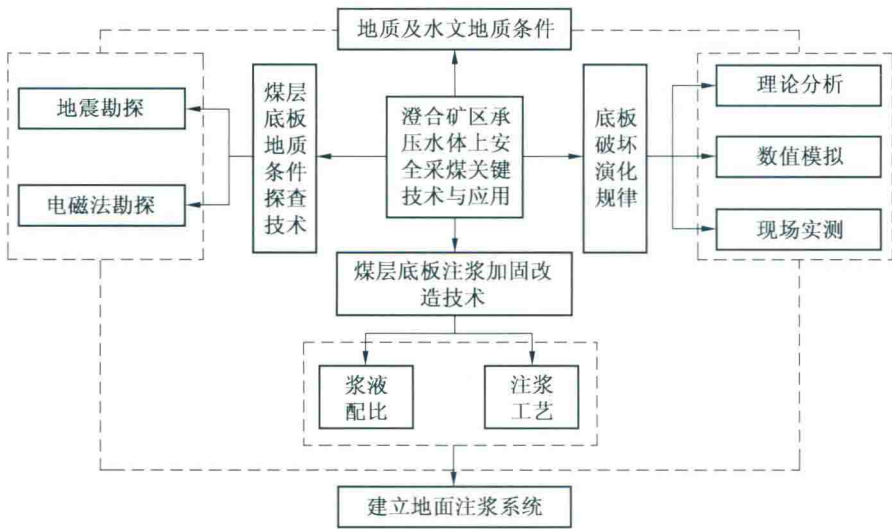 地质及水文地质条件
地震勘探
电磁法勘探
煤层
底板
地质
条件
探查
技术
澄合矿区承
压水体上安
全采煤关键
技术与应用
底板
破坏
演化
规律
理论分析
数值模拟
现场实测
煤层底板注浆加固改
造技术
浆液
配比
注浆
工艺
建立地面注浆系统